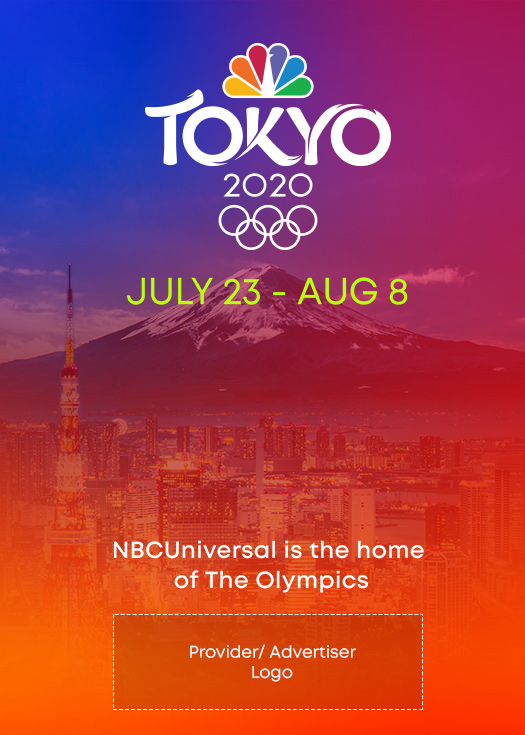 TOKYO
2020
JULY 23 - AUG 8
NBCUniversal is the home
of The Olympics
Provider/ Advertiser
Logo